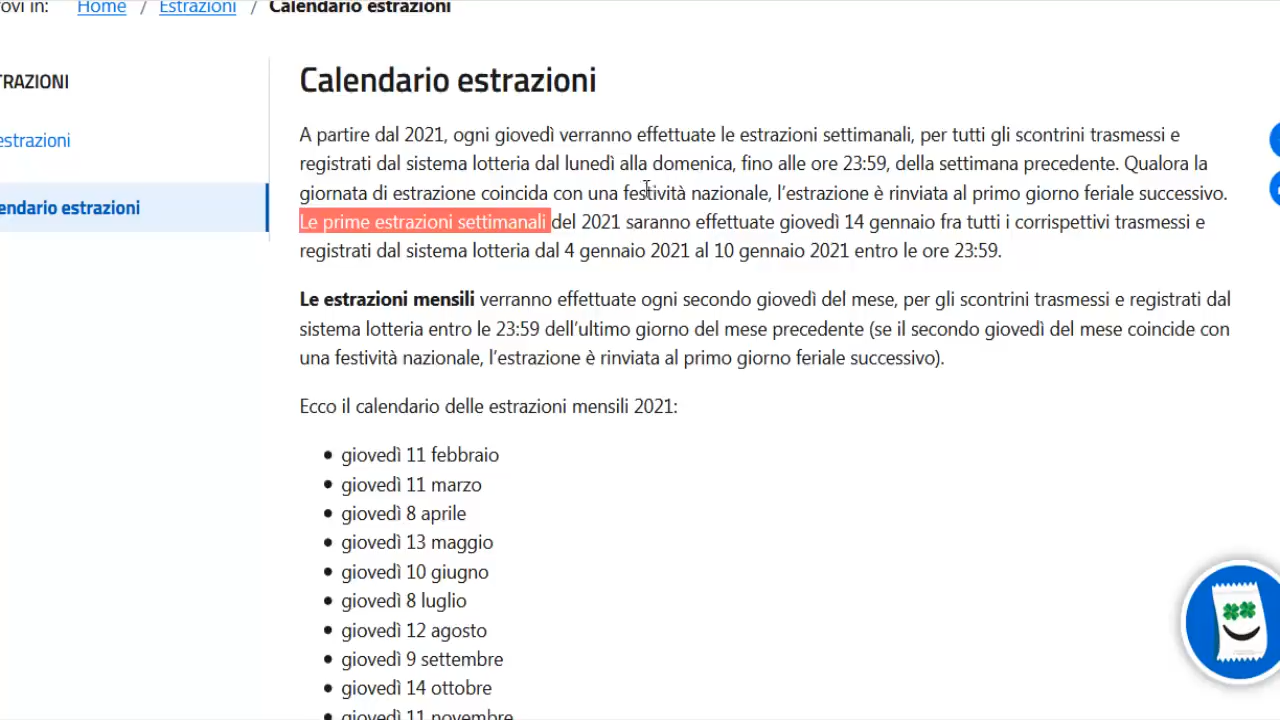 ovi in: Home / Estrazioni / Calendario estrazioni
TRAZIONI
estrazioni
endario estrazioni
Calendario estrazioni
A partire dal 2021, ogni giovedì verranno effettuate le estrazioni settimanali, per tutti gli scontrini trasmessi e
registrati dal sistema lotteria dal lunedì alla domenica, fino alle ore 23:59, della settimana precedente. Qualora la
giornata di estrazione coincida con una festività nazionale, l’estrazione è rinviata al primo giorno feriale successivo.
Le prime estrazioni settimanali del 2021 saranno effettuate giovedì 14 gennaio fra tutti i corrispettivi trasmessi e
registrati dal sistema lotteria dal 4 gennaio 2021 al 10 gennaio 2021 entro le ore 23:59.
Le estrazioni mensili verranno effettuate ogni secondo giovedì del mese, per gli scontrini trasmessi e registrati dal
sistema lotteria entro le 23:59 dell’ultimo giorno del mese precedente (se il secondo giovedì del mese coincide con
una festività nazionale, l’estrazione è rinviata al primo giorno feriale successivo).
Ecco il calendario delle estrazioni mensili 2021:
• giovedì 11 febbraio
• giovedì 11 marzo
• giovedì 8 aprile
• giovedì 13 maggio
• giovedì 10 giugno
• giovedì 8 luglio
• giovedì 12 agosto
• giovedì 9 settembre
• giovedì 14 ottobre
• giovedì 11 novembre